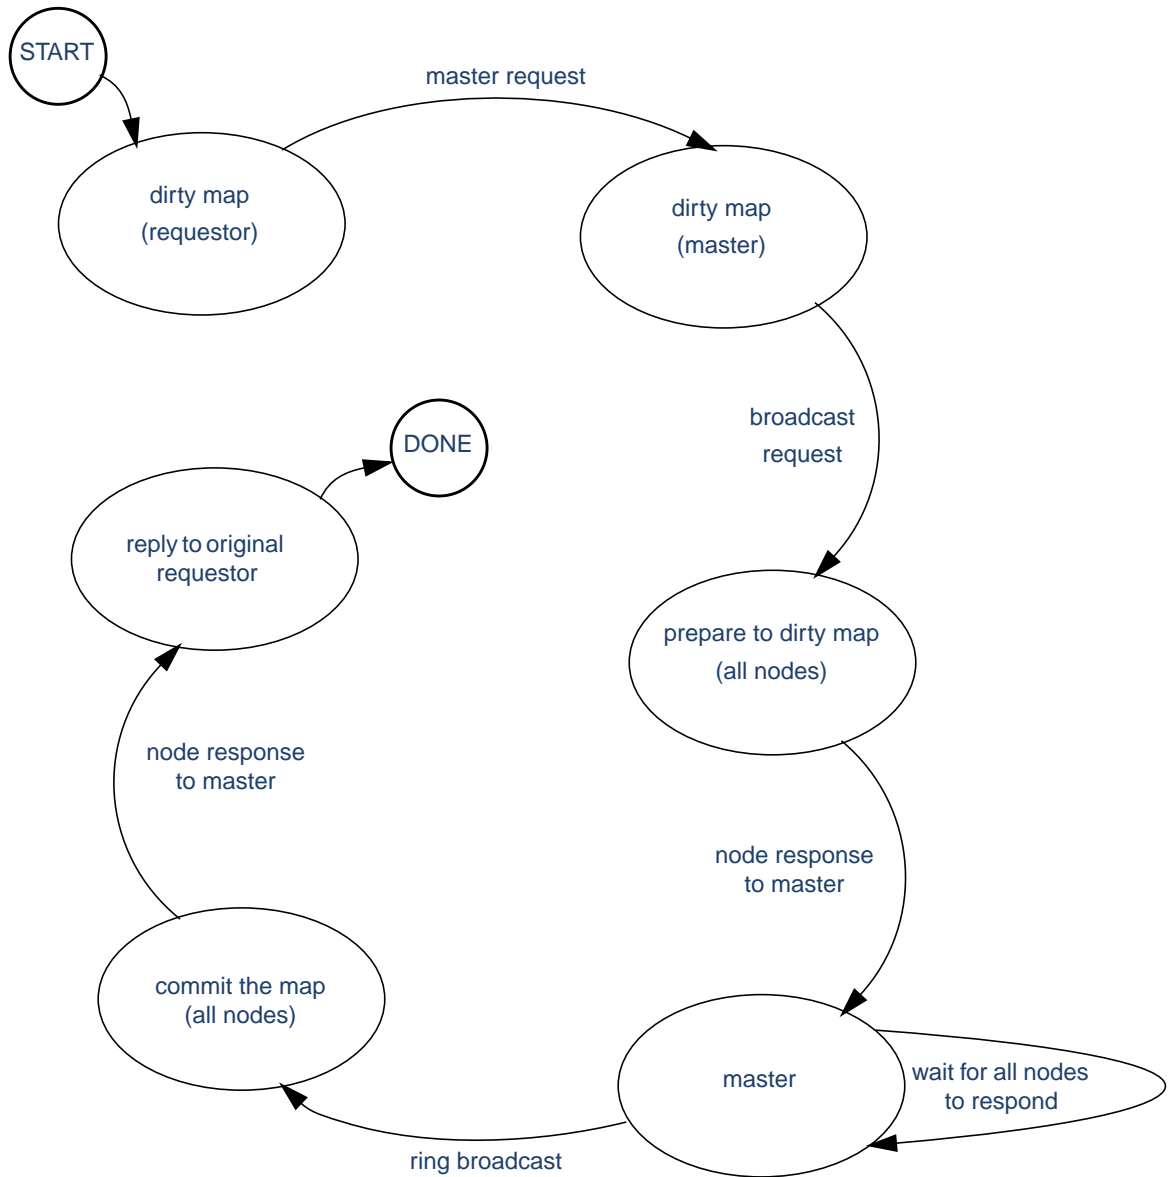 START
master request
dirty map
(requestor)
dirty map
(master)
broadcast
request
DONE
reply to original
requestor
prepare to dirty map
(all nodes)
node response
to master
node response
to master
commit the map
(all nodes)
master
wait for all nodes
to respond
ring broadcast